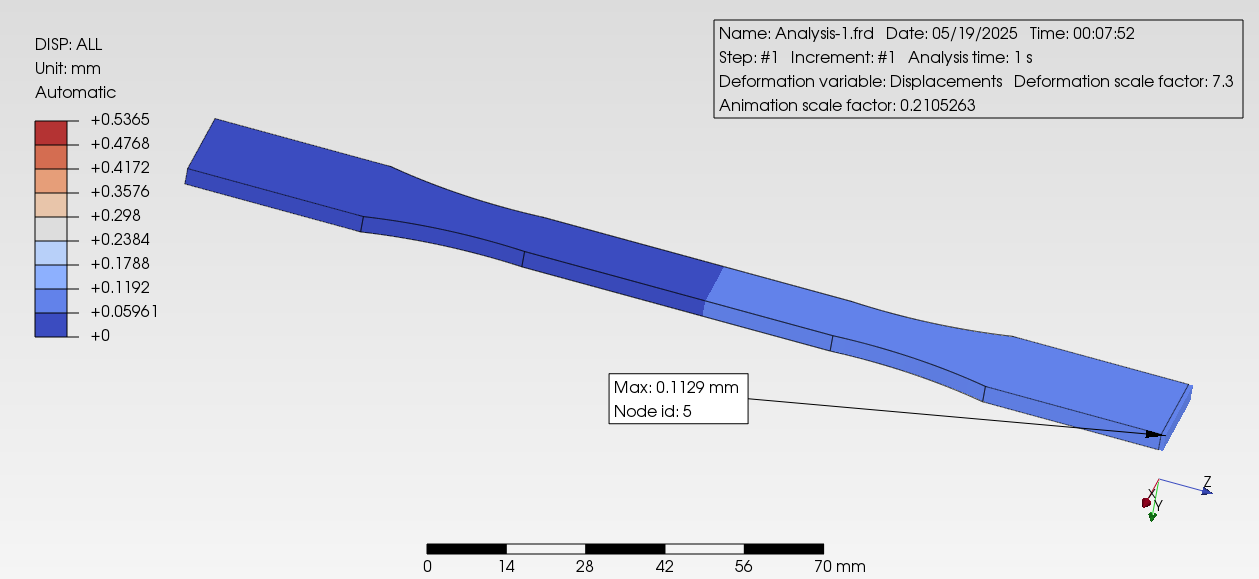 DISP: ALL
Unit: mm
Automatic
+0.5365
+0.4768
+0.4172
+0.3576
+0.298
+0.2384
+0.1788
+0.1192
+0.05961
+0
Name: Analysis-1.frd Date: 05/19/2025 Time: 00:07:52
Step: #1 Increment: #1 Analysis time: 1 s
Deformation variable: Displacements Deformation scale factor: 7.3
Animation scale factor: 0.2105263
Max: 0.1129 mm
Node id: 5
Z
X
Y
0 14 28 42 56 70 mm